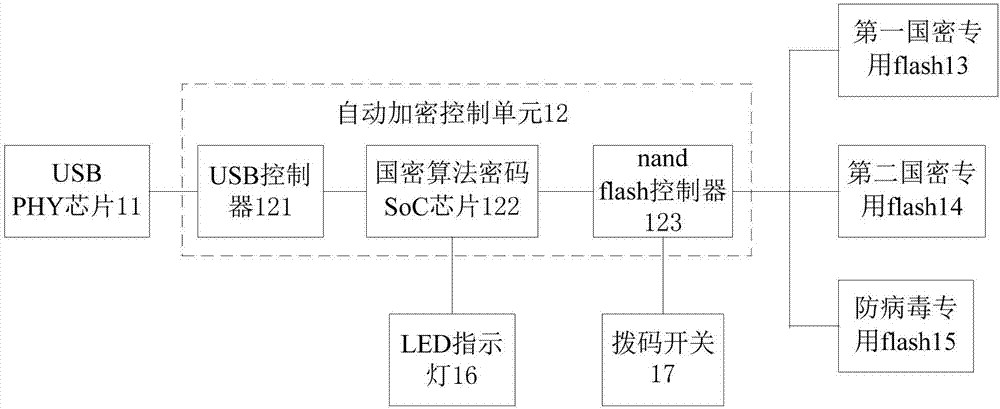 USB
PHY芯片11
自动加密控制单元12
USB控制
器121
国密算法密码
SoC芯片122
nand
flash控制器
123
LED指示
灯16
拨码开关
17
第一国密专
用flash13
第二国密专
用flash14
防病毒专
用flash15